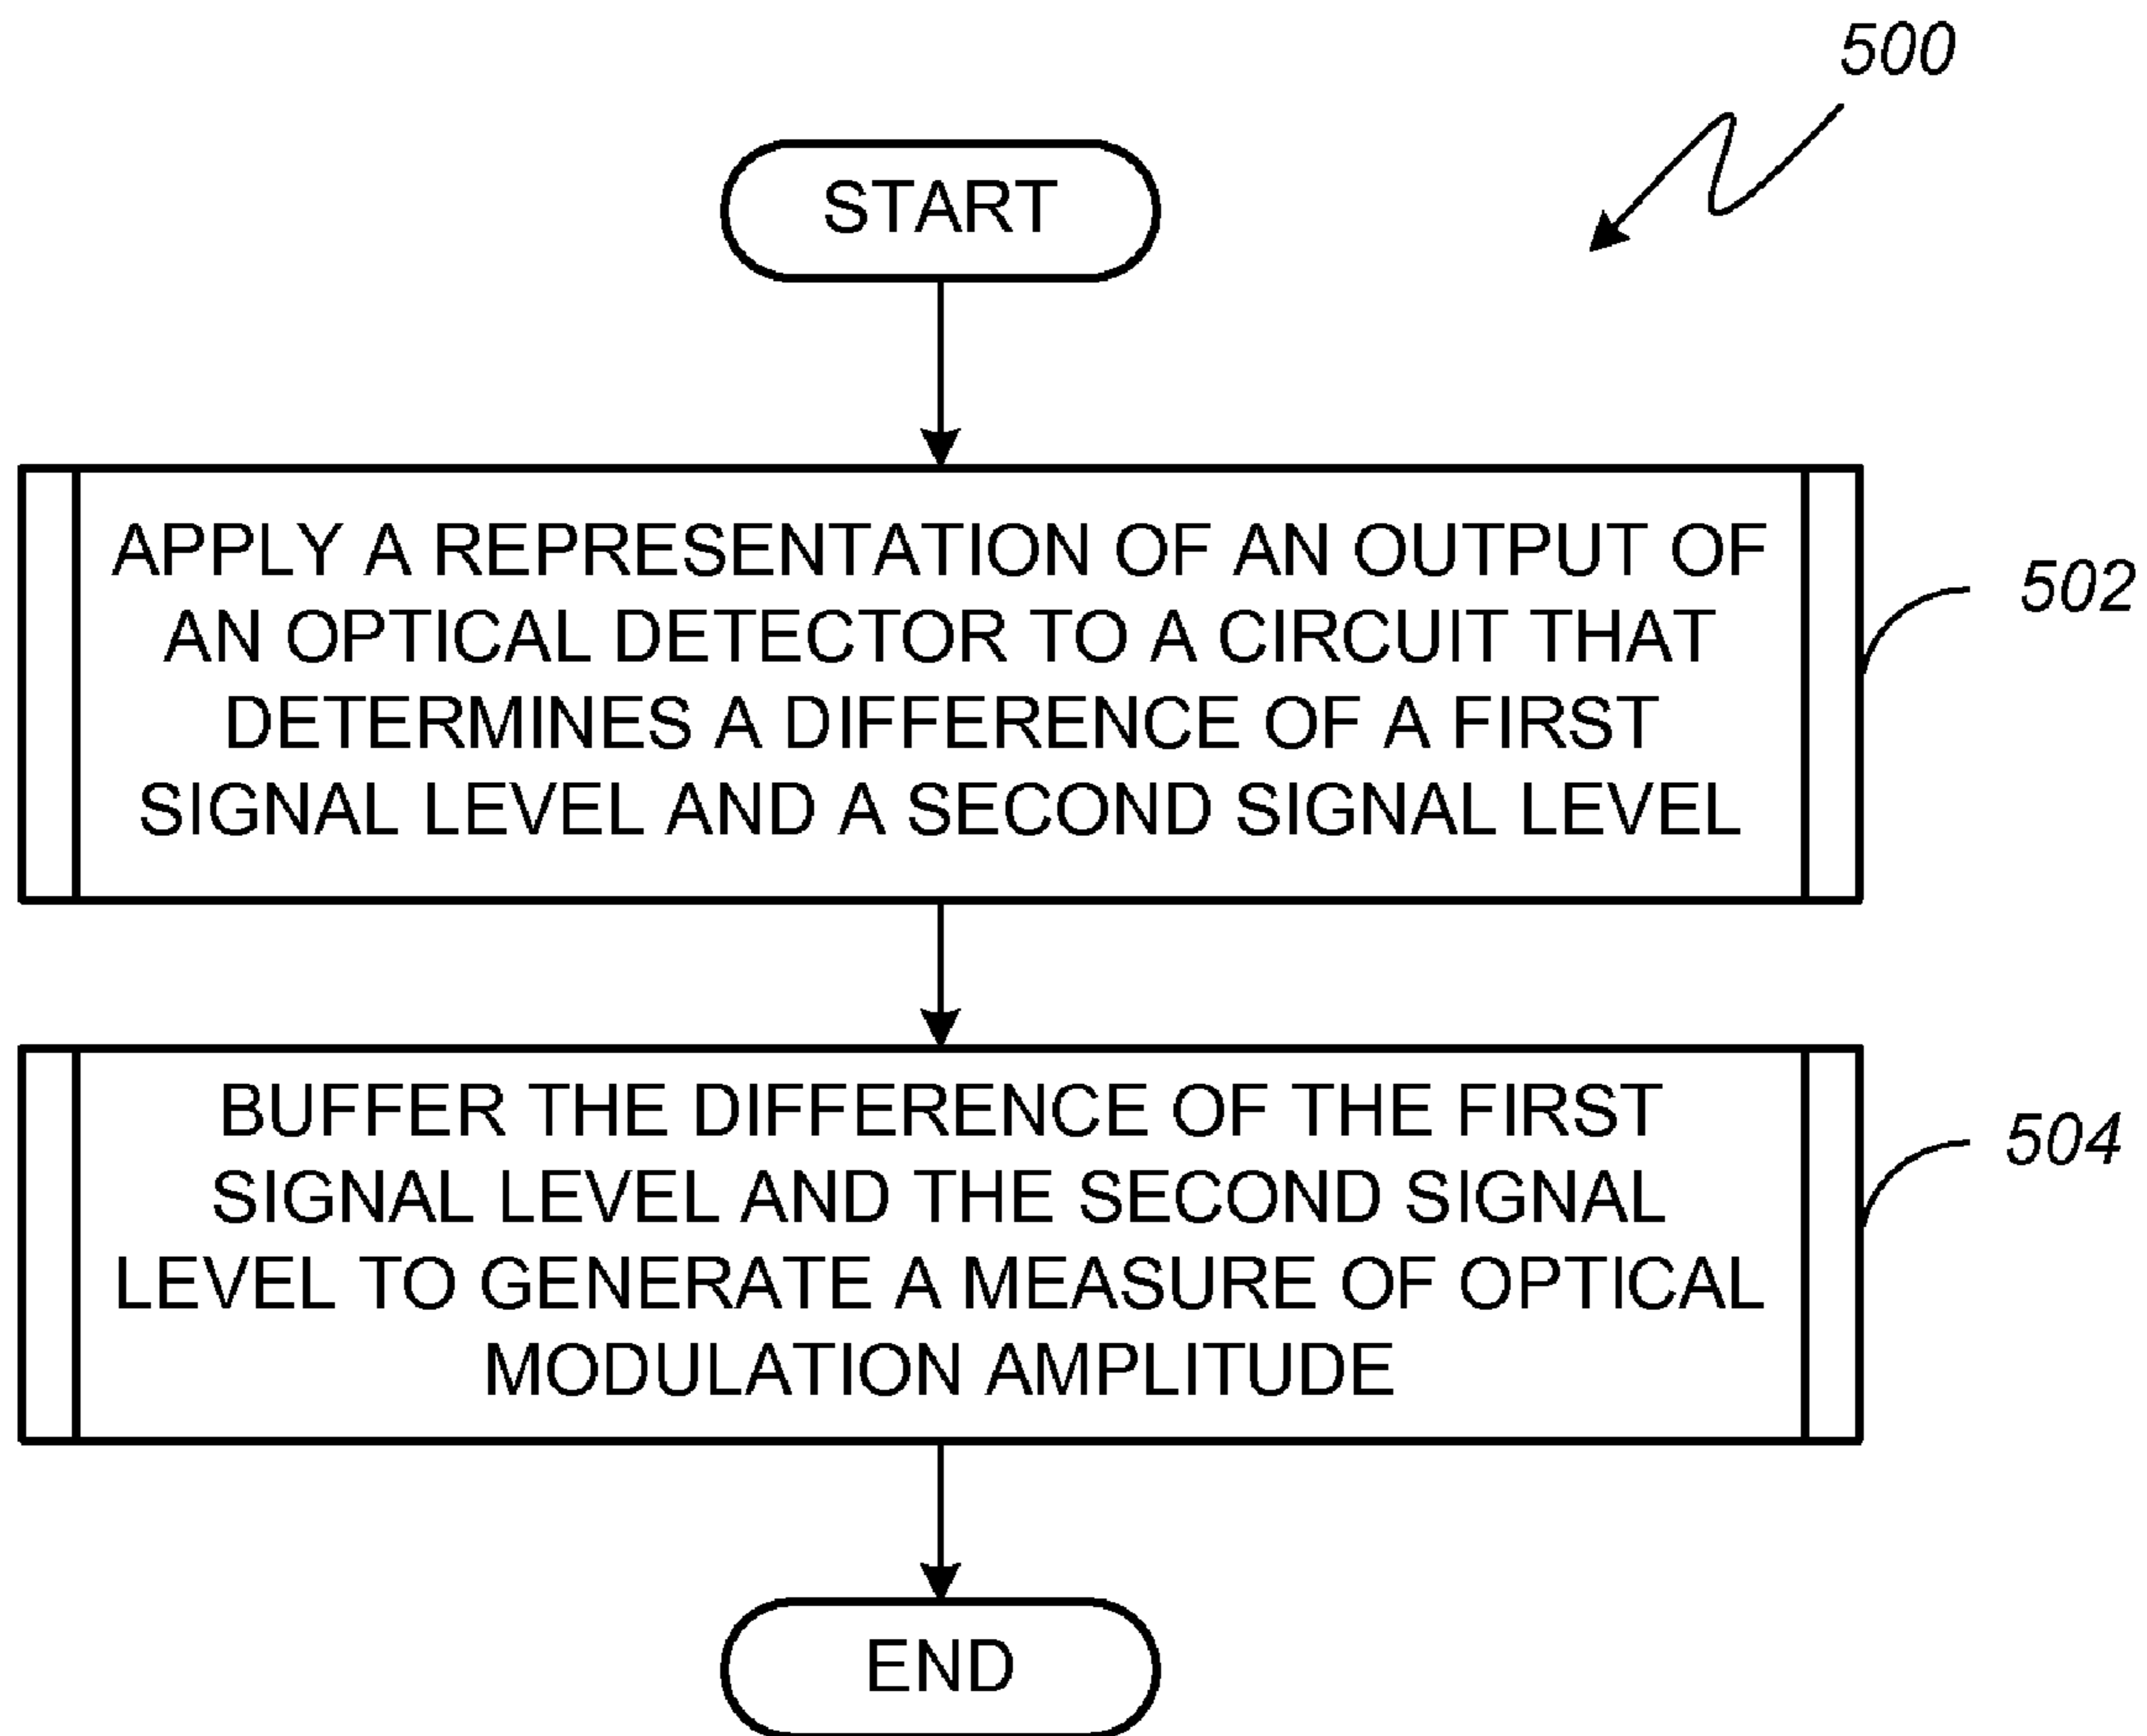 500
START
APPLY A REPRESENTATION OF AN OUTPUT OF
AN OPTICAL DETECTOR TO A CIRCUIT THAT
DETERMINES A DIFFERENCE OF A FIRST
SIGNAL LEVEL AND A SECOND SIGNAL LEVEL
502
BUFFER THE DIFFERENCE OF THE FIRST
SIGNAL LEVEL AND THE SECOND SIGNAL
LEVEL TO GENERATE A MEASURE OF OPTICAL
MODULATION AMPLITUDE
504
END